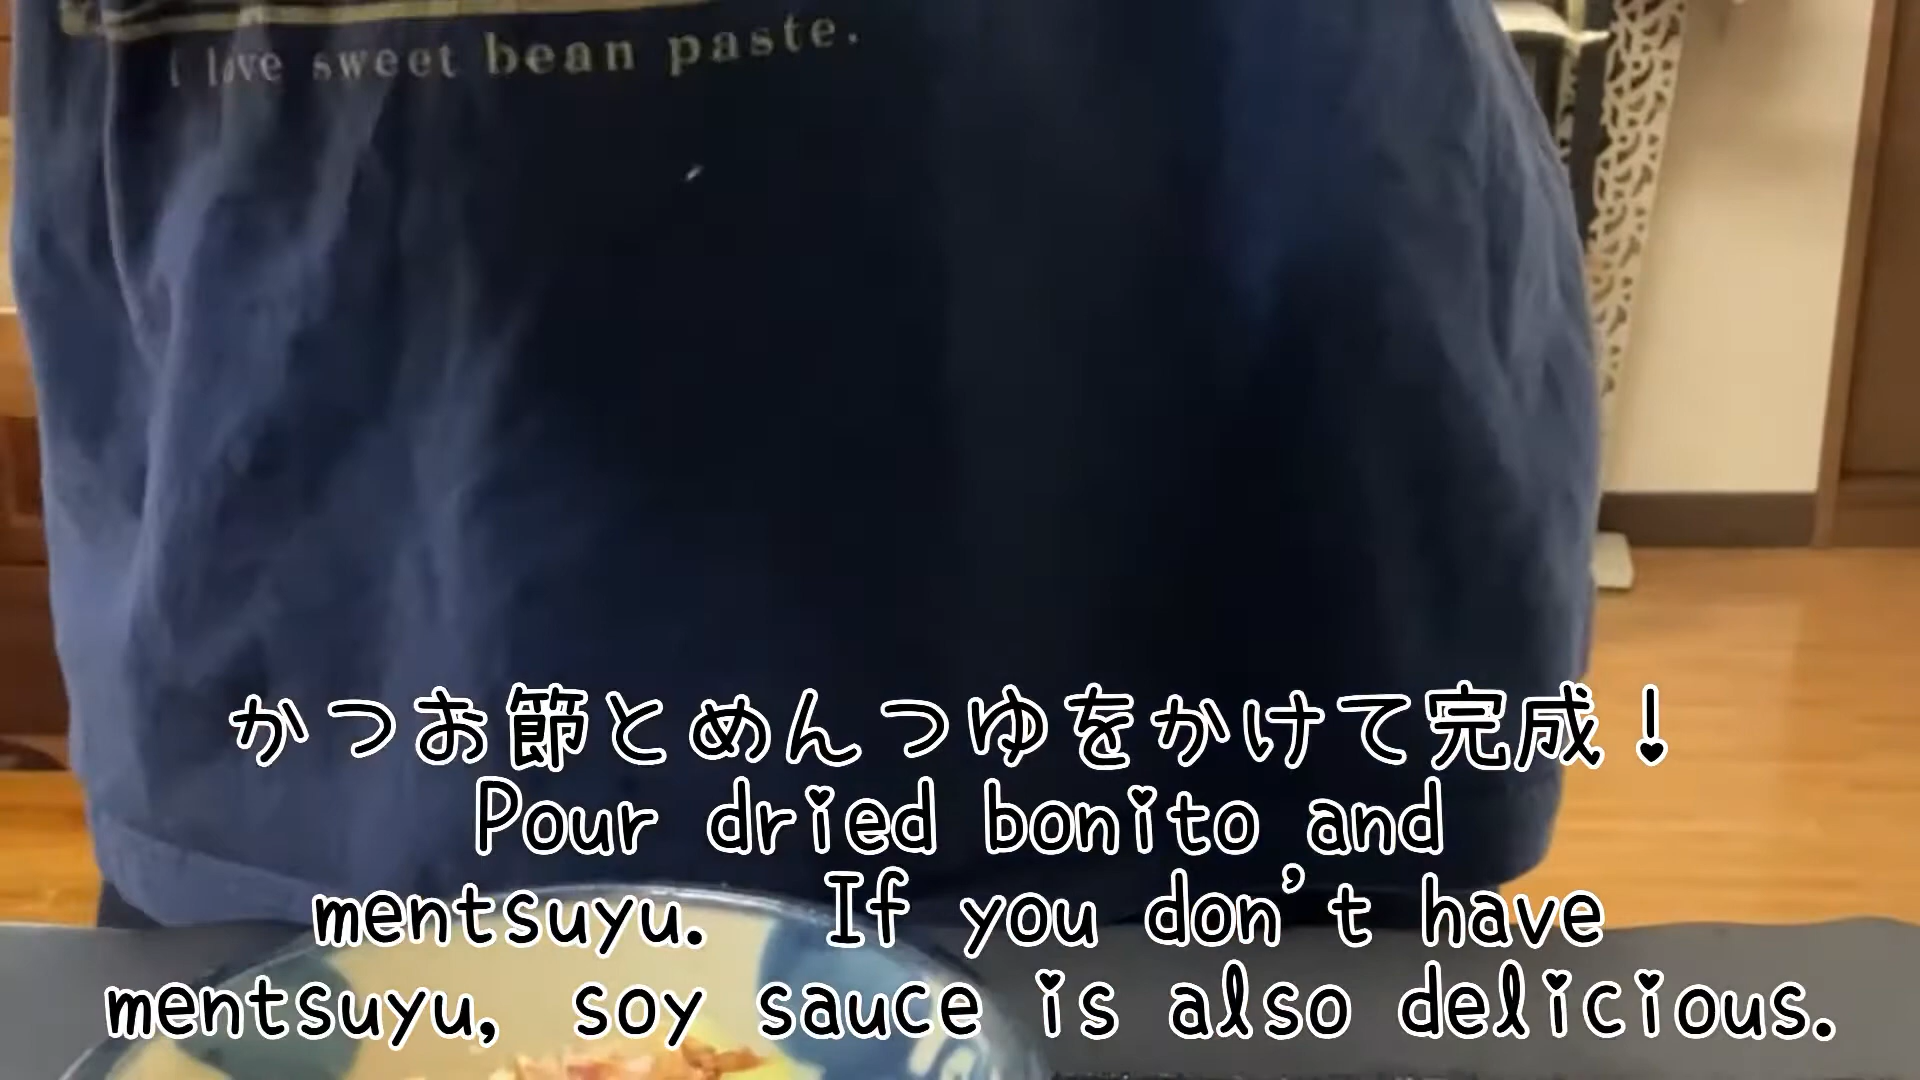 I love sweet bean paste.
かつお節とめんつゆをかけて完成！
Pour dried bonito and
mentsuyu.  If you don't have
mentsuyu, soy sauce is also delicious.